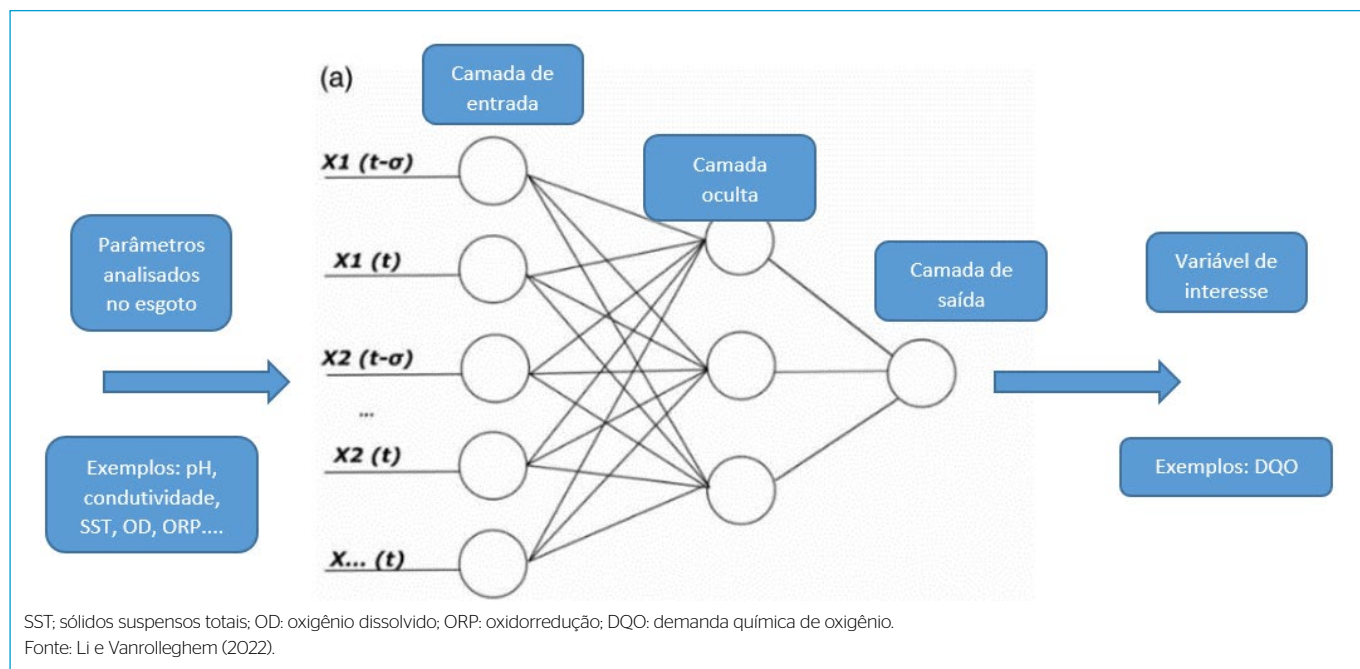 (a)
Camada de
entrada
Camada
oculta
Camada de
saída
Parâmetros
analisados
no esgoto
Exemplos: pH,
condutividade,
SST, OD, ORP....
X1 (t-σ)
X1 (t)
X2 (t-σ)
...
X2 (t)
X... (t)
Variável de
interesse
Exemplos: DQO
SST; sólidos suspensos totais; OD: oxigênio dissolvido; ORP: oxidorredução; DQO: demanda química de oxigênio.
Fonte: Li e Vanrolleghem (2022).